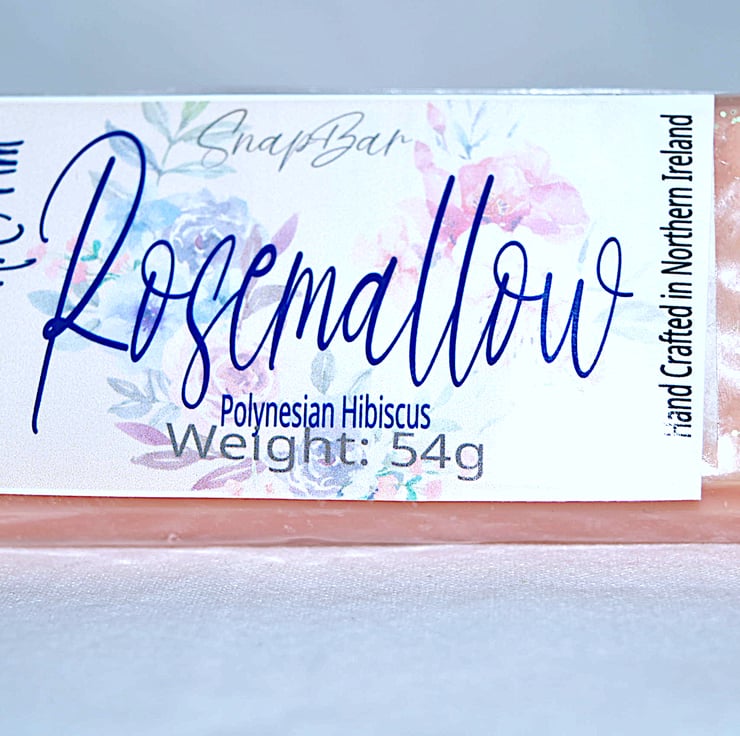 SnapBar
Rosemallow
Polynesian Hibiscus
Weight: 54g
Hand Crafted in Northern Ireland